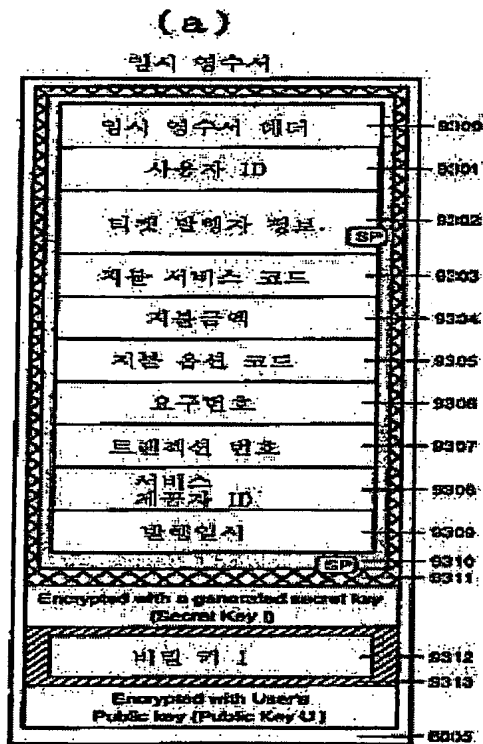 (a)
임시 영수서
임시 영수서 헤더
9300
사용자 ID
9301
티켓 발행자 정보
9302
SP
지불 서비스 코드
9303
지불금액
9304
지불 옵션 코드
9305
요구번호
9306
트랜잭션 번호
9307
서비스
제공자 ID
9308
발행일시
9309
SP
9310
9311
Encrypted with a generated secret key
(Secret Key I)
비밀 키 I
9312
9313
Encrypted with User's
Public key (Public Key U)
6005